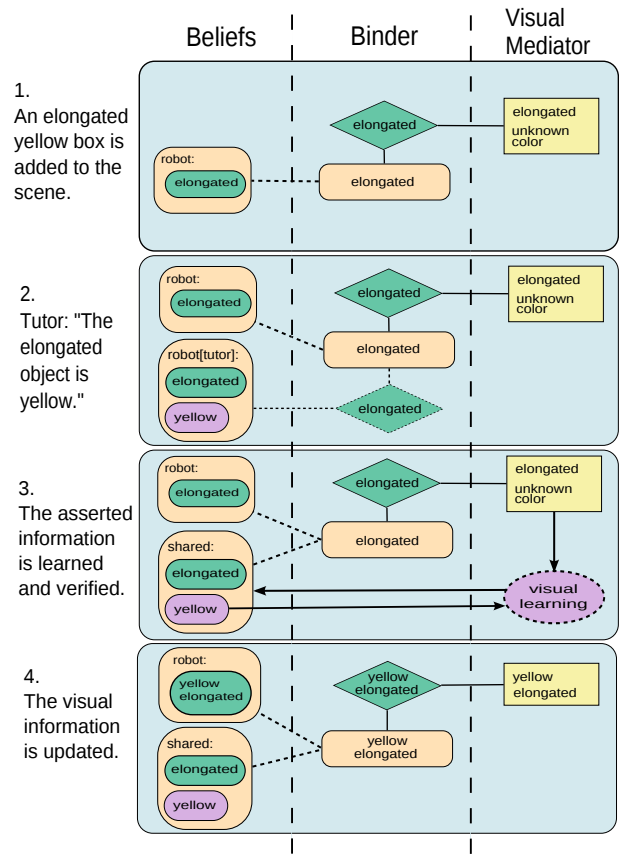 Beliefs
Binder
Visual
Mediator
1.
An elongated
yellow box is
added to the
scene.
robot:
elongated
elongated
elongated
elongated
unknown
color
2.
Tutor: "The
elongated
object is
yellow."
robot:
elongated
robot[tutor]:
elongated
yellow
elongated
elongated
elongated
elongated
unknown
color
3.
The asserted
information
is learned
and verified.
robot:
elongated
shared:
elongated
yellow
elongated
elongated
elongated
unknown
color
visual
learning
4.
The visual
information
is updated.
robot:
yellow
elongated
shared:
elongated
yellow
yellow
elongated
yellow
elongated
yellow
elongated